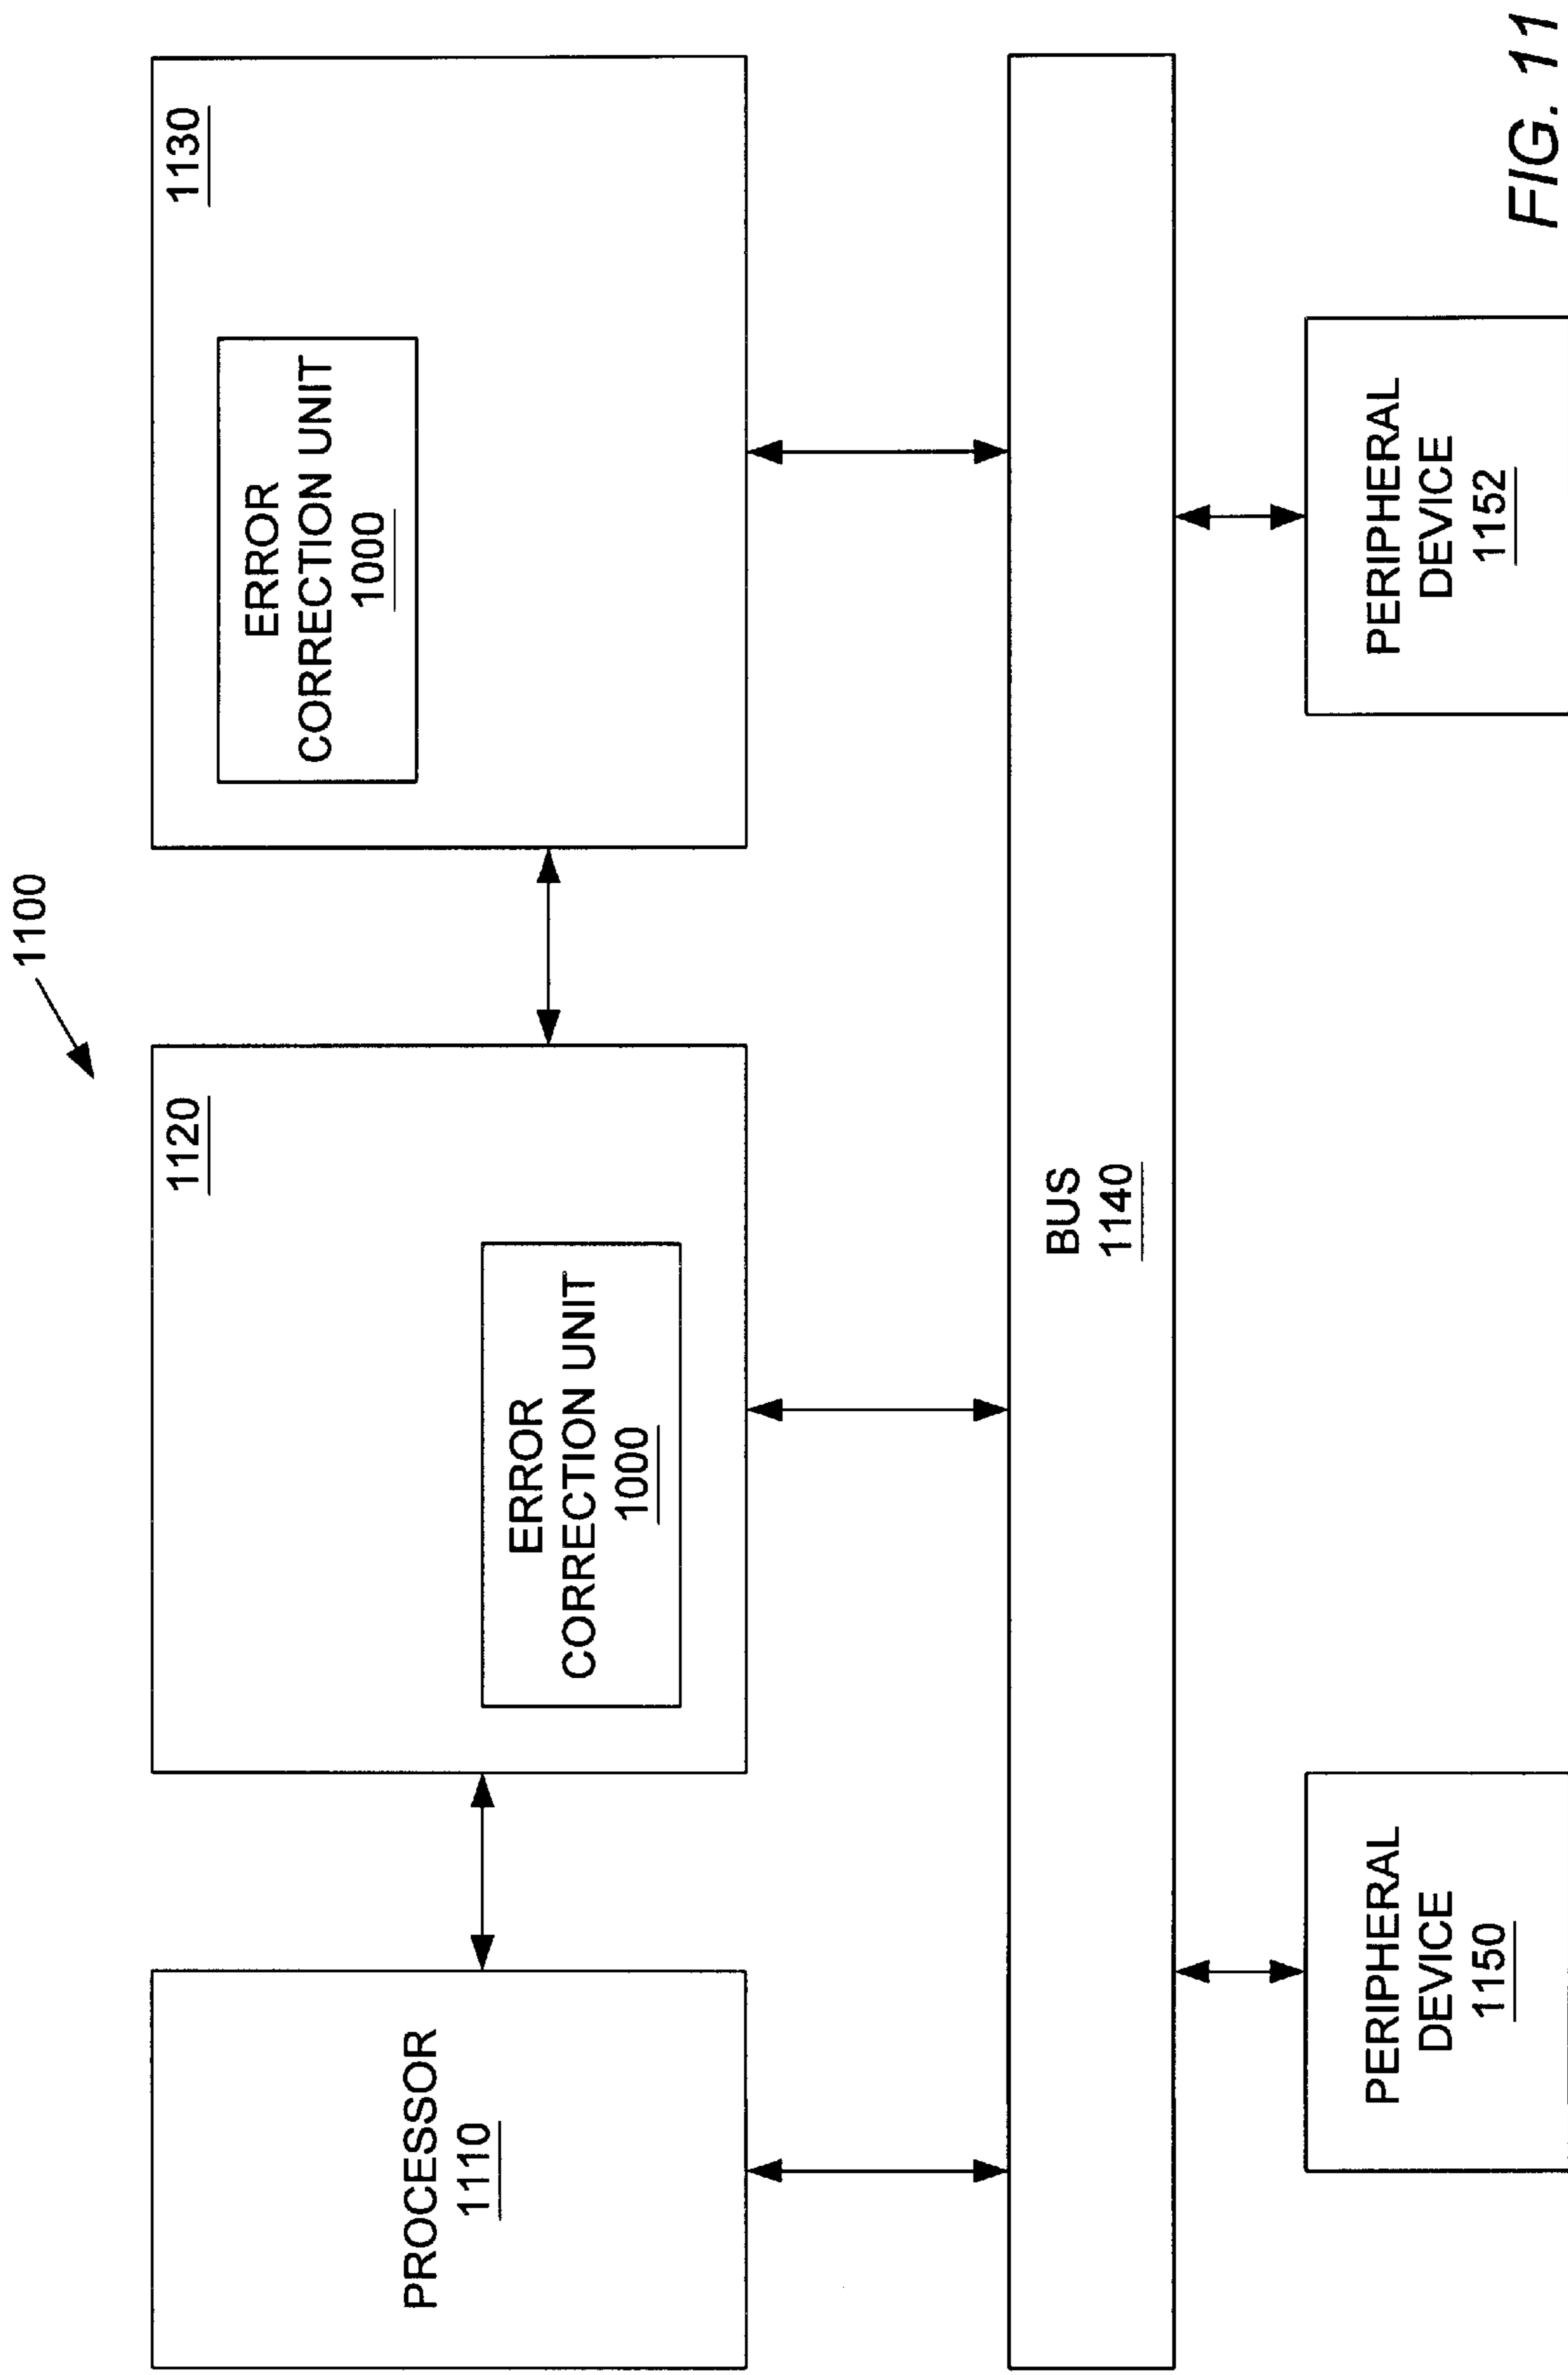 1100
PROCESSOR
1110
1120
ERROR
CORRECTION UNIT
1000
1130
ERROR
CORRECTION UNIT
1000
BUS
1140
PERIPHERAL
DEVICE
1150
PERIPHERAL
DEVICE
1152
FIG. 11